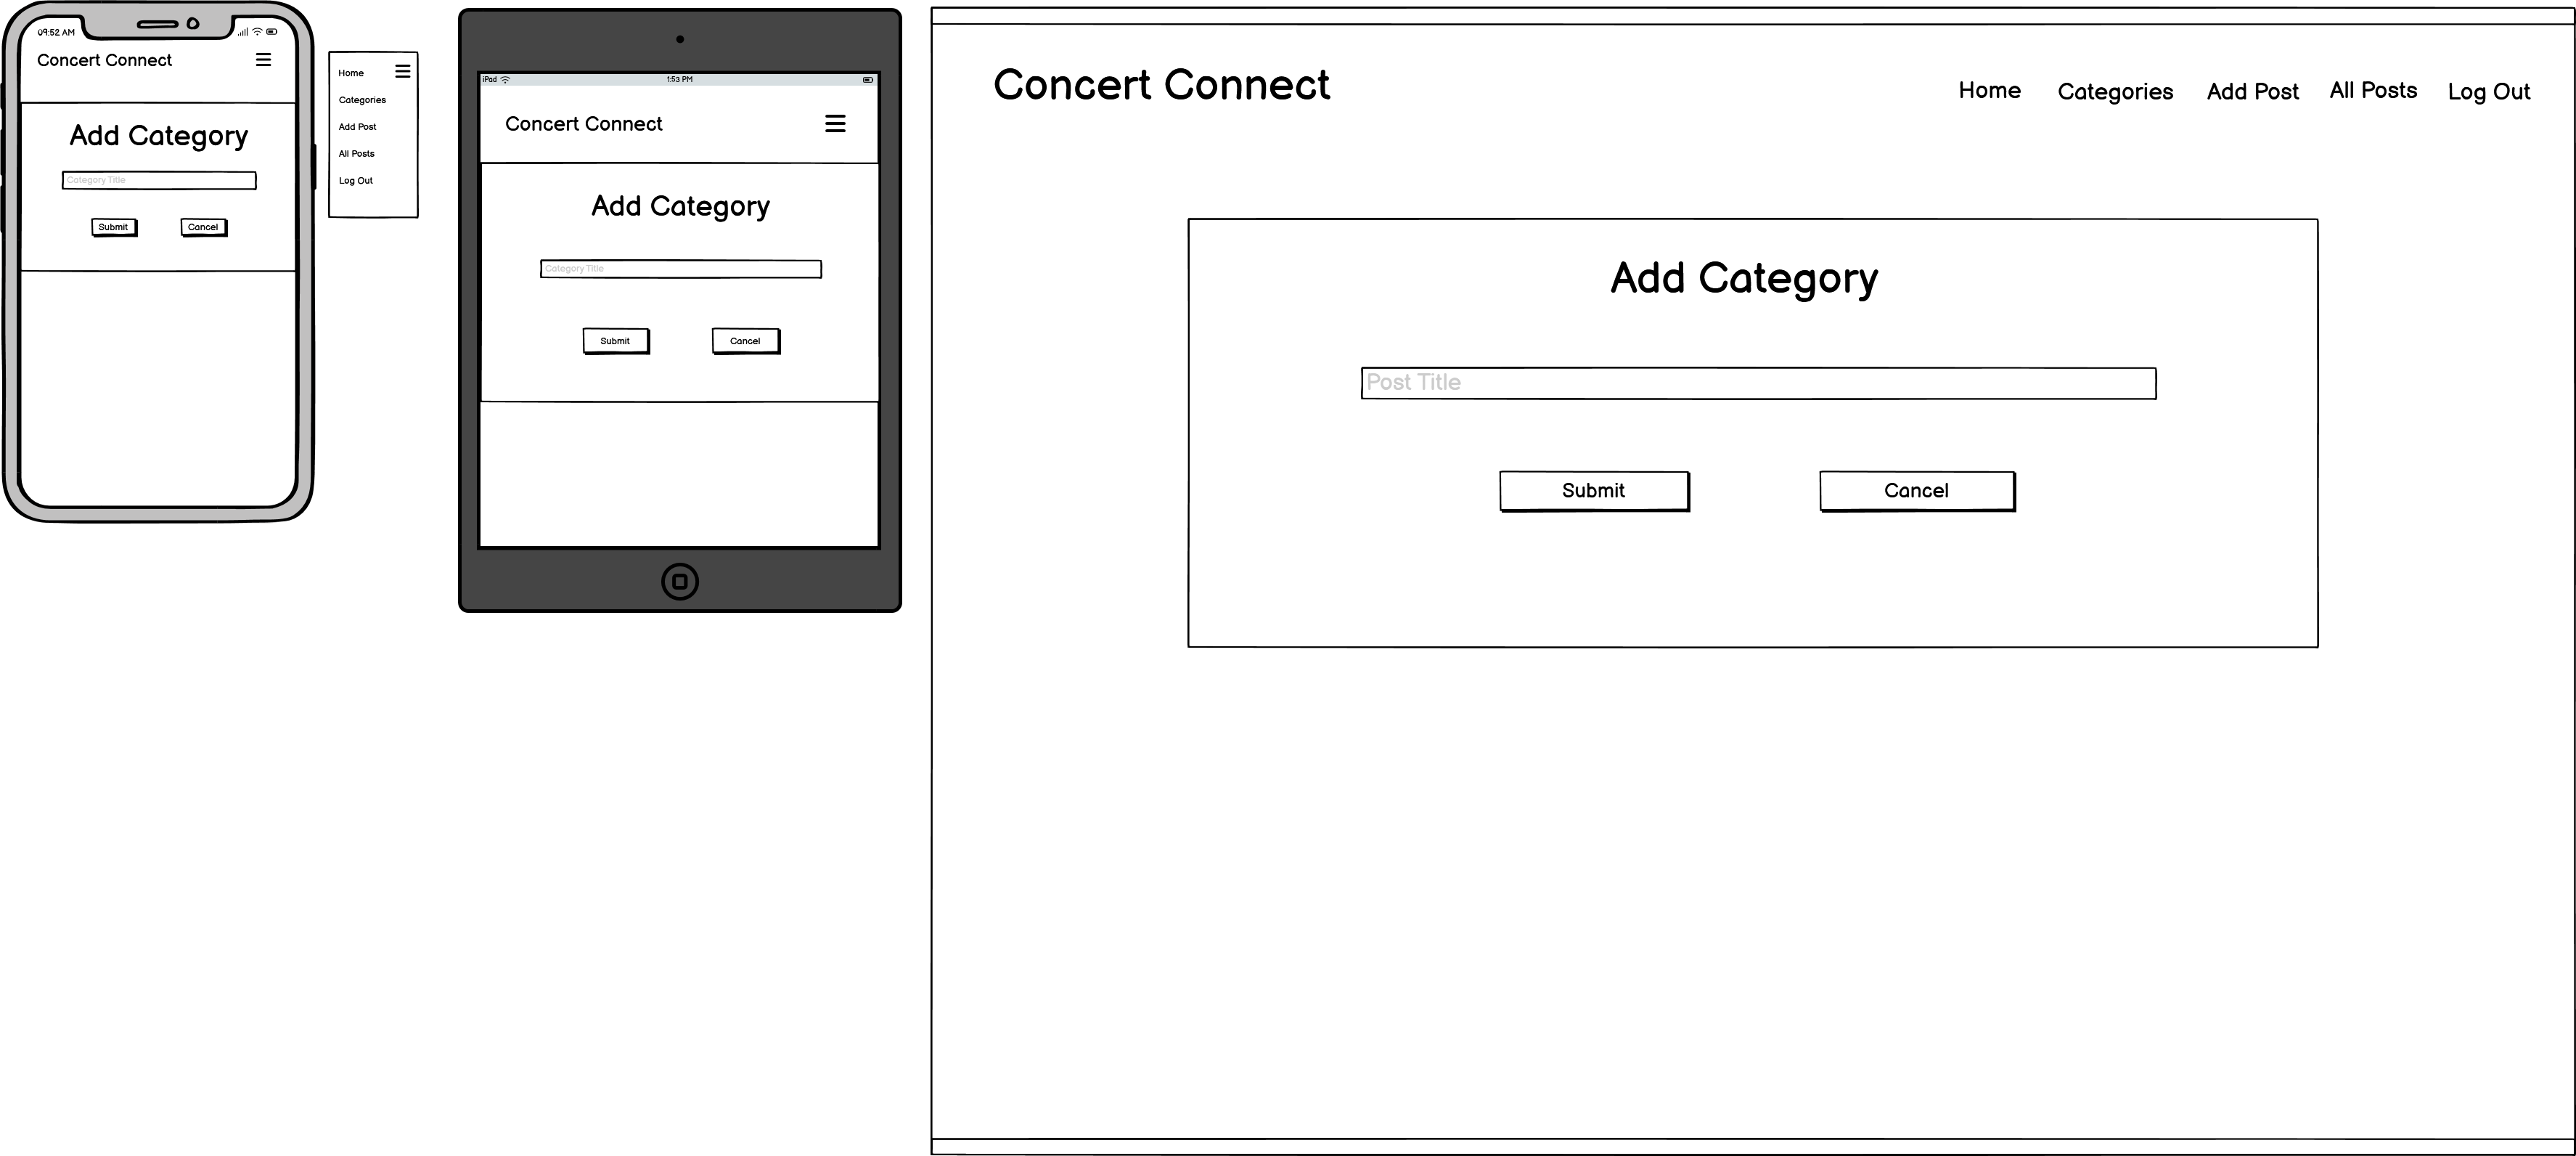 09:52 AM
Concert Connect
Add Category
Category Title
Submit Cancel
Home
Categories
Add Post
All Posts
Log Out
iPad 1:53 PM
Concert Connect
Add Category
Category Title
Submit Cancel
Concert Connect Home Categories Add Post All Posts Log Out
Add Category
Post Title
Submit Cancel